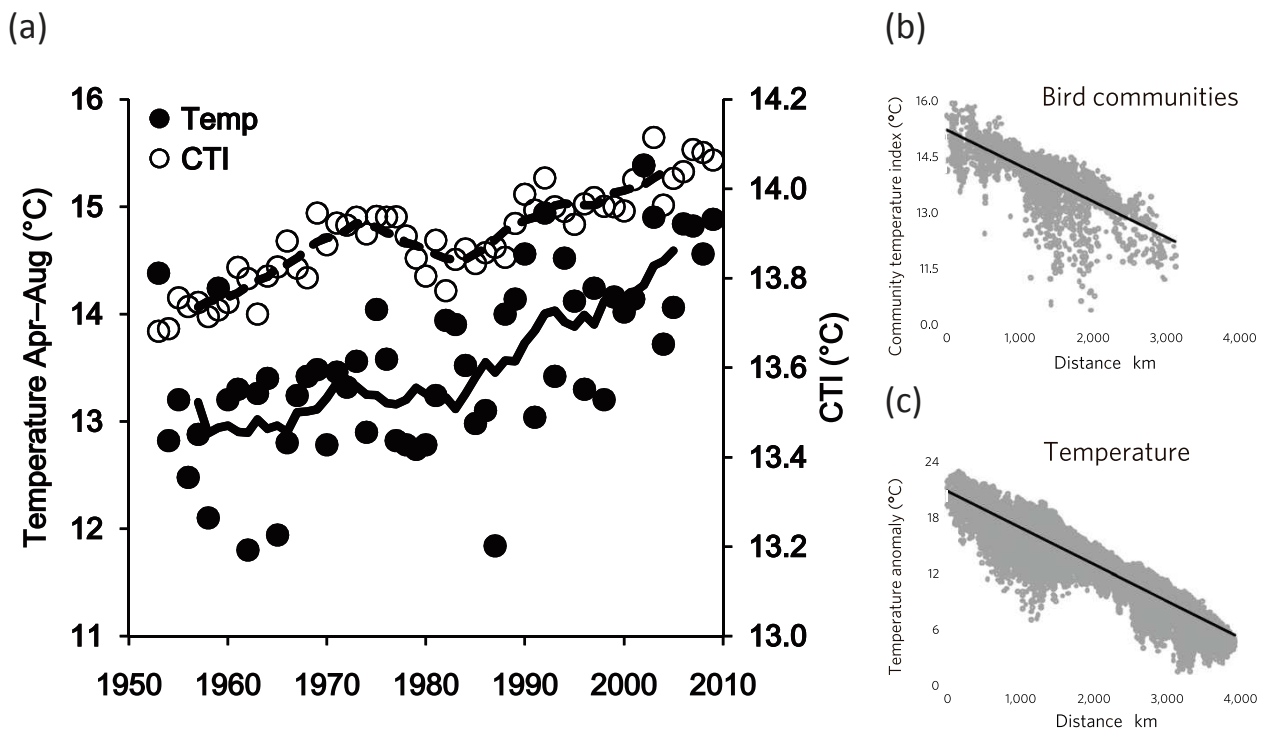 (a)
Temp
CTI
Temperature Apr–Aug (°C)
16
15
14
13
12
11
14.2
14.0
13.8
13.6
13.4
13.2
13.0
CTI (°C)
1950 1960 1970 1980 1990 2000 2010
(b)
Bird communities
Community temperature index (°C)
16.0
14.5
13.0
11.5
0.0
0 1,000 2,000 3,000 4,000
Distance km
(c)
Temperature
Temperature anomaly (°C)
24
18
12
6
0
0 1,000 2,000 3,000 4,000
Distance km